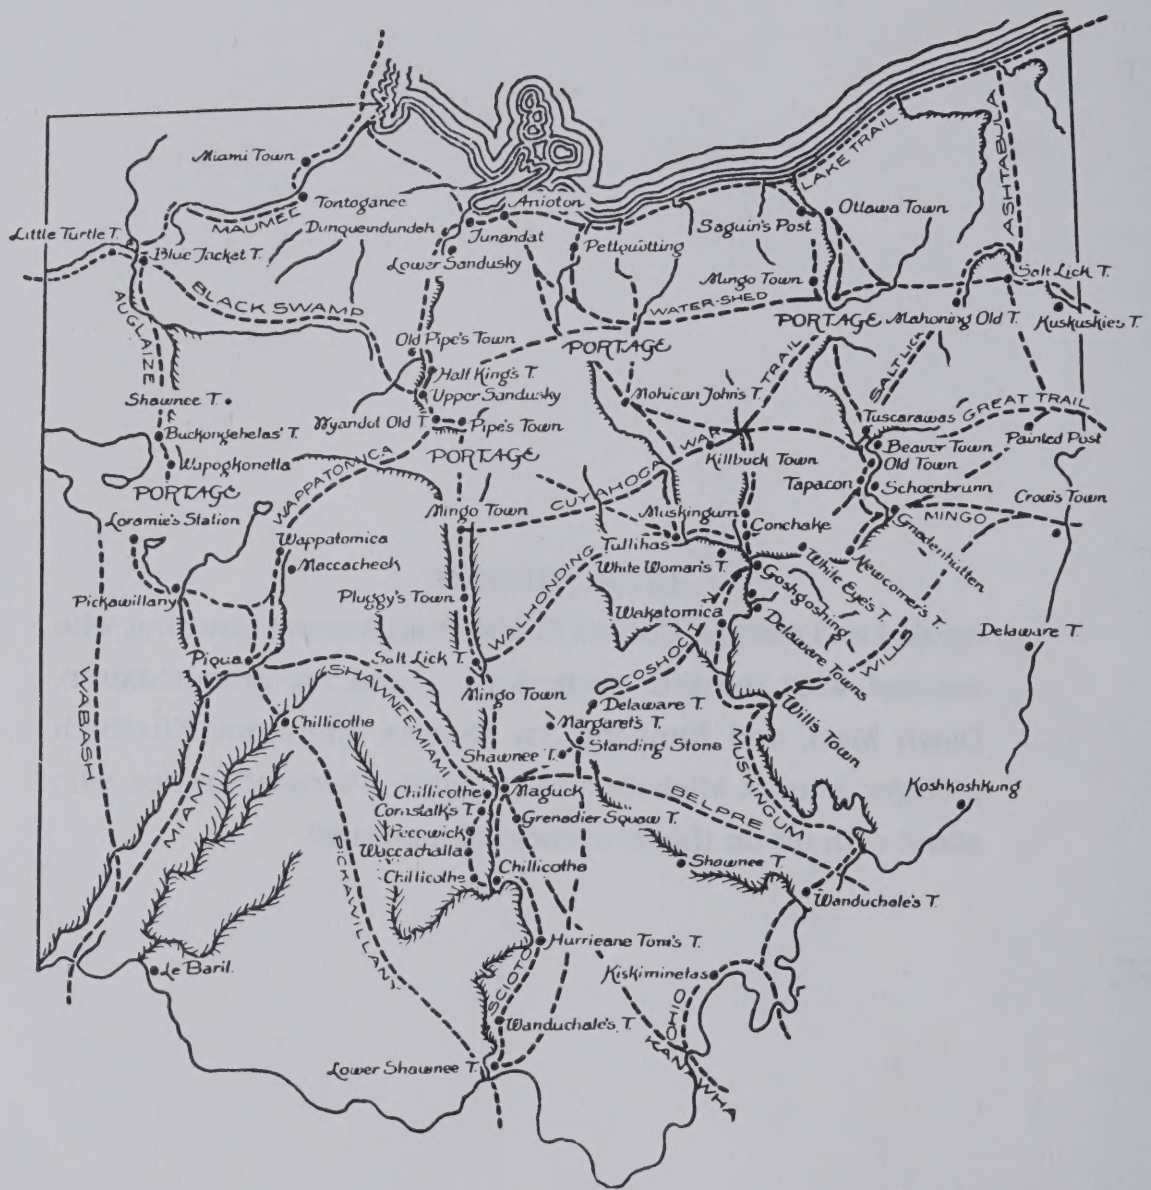 LAKE TRAIL
ASHTABULA
Miami Town
Tontoganee
MAUMEE
Anioton
Dunqueindundeh
Junandat
Lower Sandusky
Petquotting
Saguin's Post
Ottawa Town
Little Turtle T.
Blue Jacket T.
BLACK SWAMP
AUGLAIZE
Mingo Town
WATER-SHED
Salt Lick T.
PORTAGE
Mahoning Old T.
Kuskuskies T.
PORTAGE
Old Pipe's Town
Half King's T.
Upper Sandusky
Mohican John's T.
TRAIL
SALT LICK
Shawnee T.
Wyandot Old T.
Pipe's Town
Tuscarawas
GREAT TRAIL
Painted Post
Buckongehelas' T.
Wapogkonetta
PORTAGE
WAPPATOMICA
PORTAGE
WAR
Killbuck Town
Beaver Town
Old Town
Tapacon
Schoenbrunn
Crow's Town
Loramie's Station
Mingo Town
CUYAHOGA
Muskingum
Conchake
Gnadenhutten
MINGO
Wappatomica
Maccacheek
Tullihas
White Woman's T.
White Eye's T.
Newcomer's T.
Goshgoshing
Pickawillany
Pluggy's Town
WALHONDING
Wakatomica
Delaware Towns
WILLS
Delaware T.
Piqua
SHAWNEE-MIAMI
Salt Lick T.
Mingo Town
COSHOCTON
Delaware T.
Will's Town
WABASH
Chillicothe
Margaret's T.
Standing Stone
Shawnee T.
MUSKINGUM
Koshkoshkung
MIAMI
Chillicothe
Maguck
BELPRE
Cornstalk's T.
Grenadier Squaw T.
Pecowick
Waccachalla
Chillicothe
Chillicothe
Shawnee T.
Wanduchale's T.
PICKAWILLANY
Hurricane Tom's T.
SCIOTO
Kiskiminetas
Le Baril.
OHIO
Wanduchale's T.
KANAWHA
Lower Shawnee T.